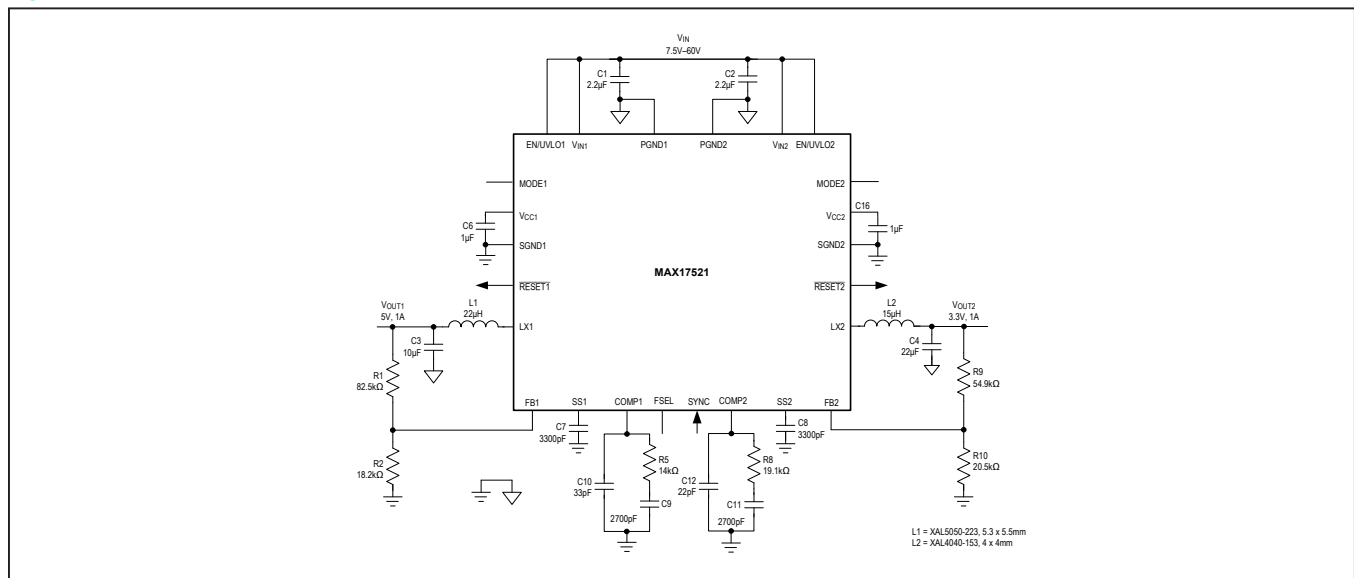 VIN
7.5V–60V
C1
2.2µF
C2
2.2µF
EN/UVLO1
VIN1
PGND1
PGND2
VIN2
EN/UVLO2
MODE1
MODE2
VCC1
C6
1µF
SGND1
VCC2
C16
1µF
SGND2
MAX17521
RESET1
RESET2
VOUT1
5V, 1A
L1
22µH
LX1
C3
10µF
R1
82.5kΩ
LX2
L2
15µH
VOUT2
3.3V, 1A
C4
22µF
R9
54.9kΩ
FB1
SS1
COMP1
FSEL
SYNC
COMP2
SS2
FB2
C7
3300pF
C8
3300pF
R2
18.2kΩ
R5
14kΩ
C10
33pF
C9
2700pF
R8
19.1kΩ
C12
22pF
C11
2700pF
R10
20.5kΩ
L1 = XAL5050-223, 5.3 x 5.5mm
L2 = XAL4040-153, 4 x 4mm